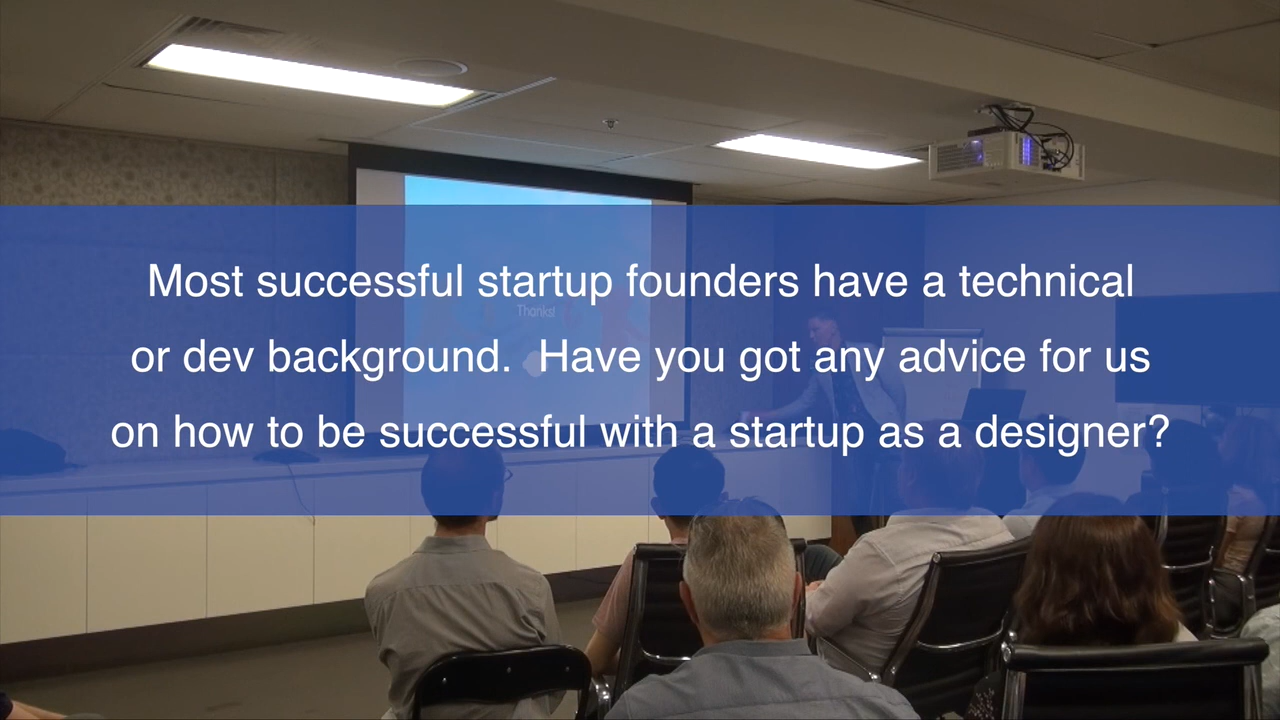 Most successful startup founders have a technical
or dev background.  Have you got any advice for us
on how to be successful with a startup as a designer?
Thanks!